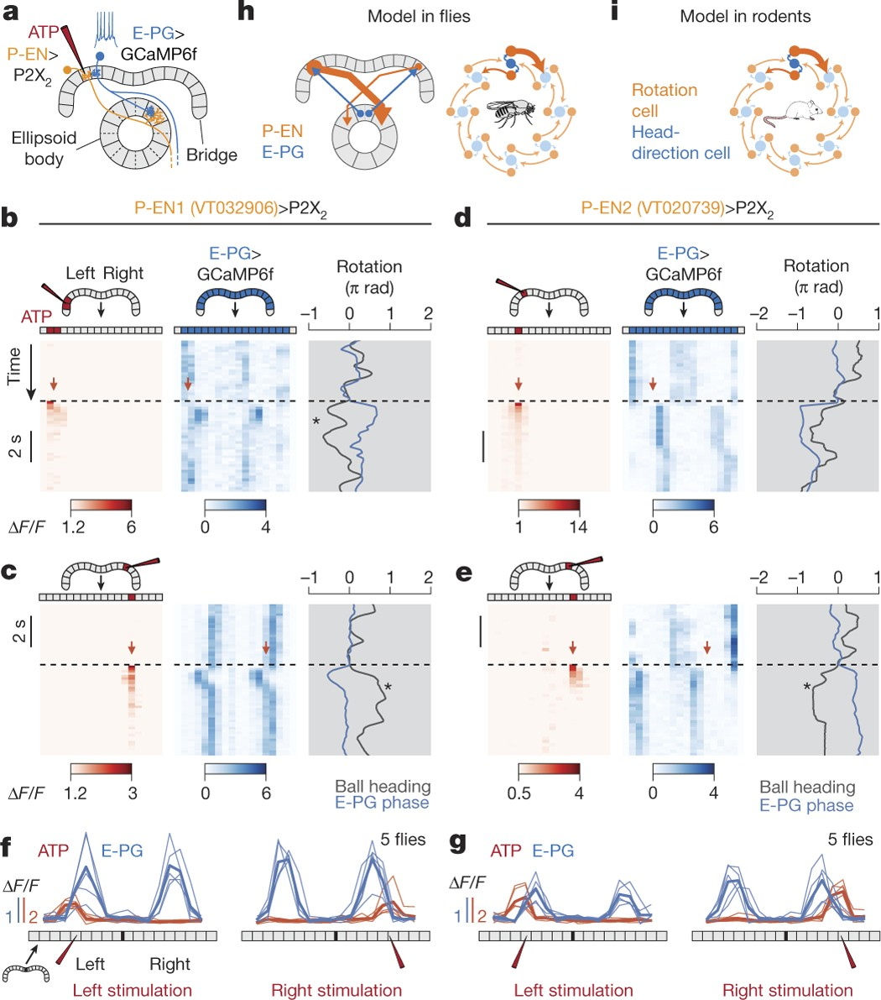 a
ATP
P-EN>
P2X2
E-PG>
GCaMP6f
Ellipsoid
body
Bridge
h
Model in flies
P-EN
E-PG
i
Model in rodents
Rotation
cell
Head-
direction cell
b
P-EN1 (VT032906)>P2X2
Left Right
ATP
E-PG>
GCaMP6f
Rotation
(π rad)
−1 0 1 2
Time
2 s
*
ΔF/F
1.2 6
0 4
d
P-EN2 (VT020739)>P2X2
E-PG>
GCaMP6f
Rotation
(π rad)
−2 −1 0 1
1 14
0 6
c
−1 0 1 2
2 s
*
ΔF/F
1.2 3
0 6
Ball heading
E-PG phase
e
−2 −1 0 1
*
0.5 4
0 4
Ball heading
E-PG phase
f
ATP E-PG
5 flies
ΔF/F
1 2
Left Right
Left stimulation
Right stimulation
g
ATP E-PG
5 flies
ΔF/F
1 2
Left stimulation
Right stimulation